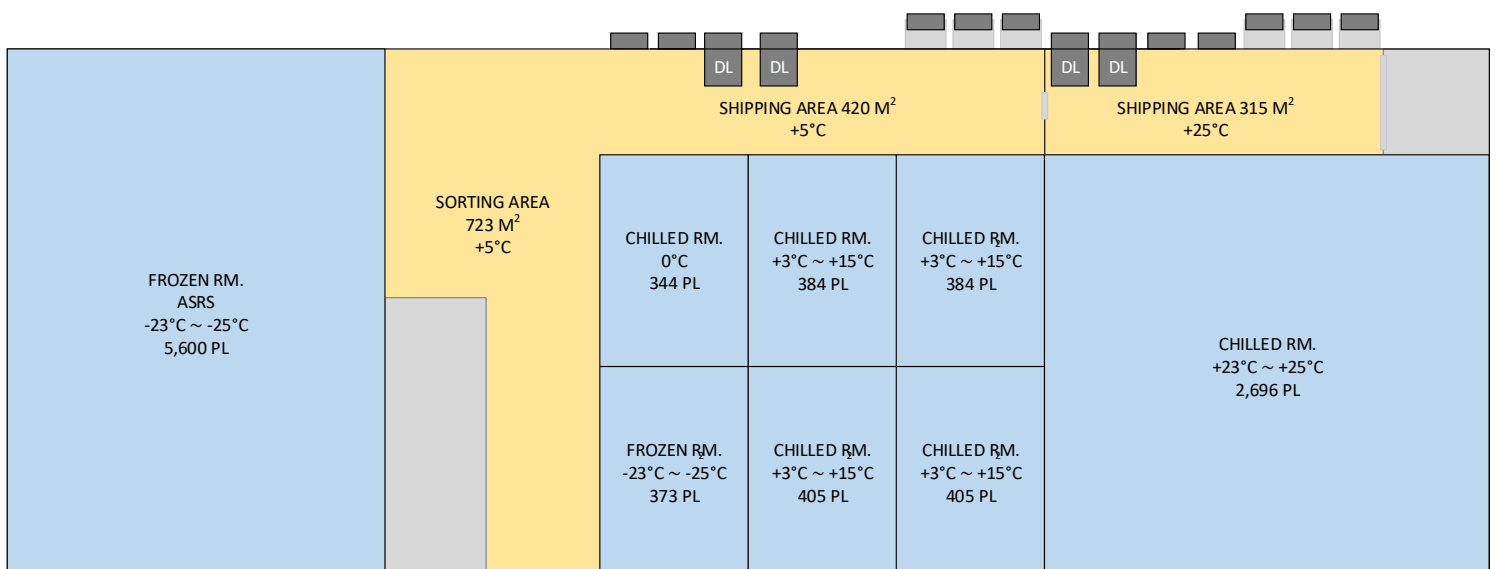 DL
DL
DL
DL
SHIPPING AREA 420 M²
+5°C
SHIPPING AREA 315 M²
+25°C
SORTING AREA
723 M²
+5°C
FROZEN RM.
ASRS
-23°C ~ -25°C
5,600 PL
CHILLED RM.
0°C
344 PL
CHILLED RM.
+3°C ~ +15°C
384 PL
CHILLED RM.
+3°C ~ +15°C
384 PL
CHILLED RM.
+23°C ~ +25°C
2,696 PL
FROZEN RM.
-23°C ~ -25°C
373 PL
CHILLED RM.
+3°C ~ +15°C
405 PL
CHILLED RM.
+3°C ~ +15°C
405 PL